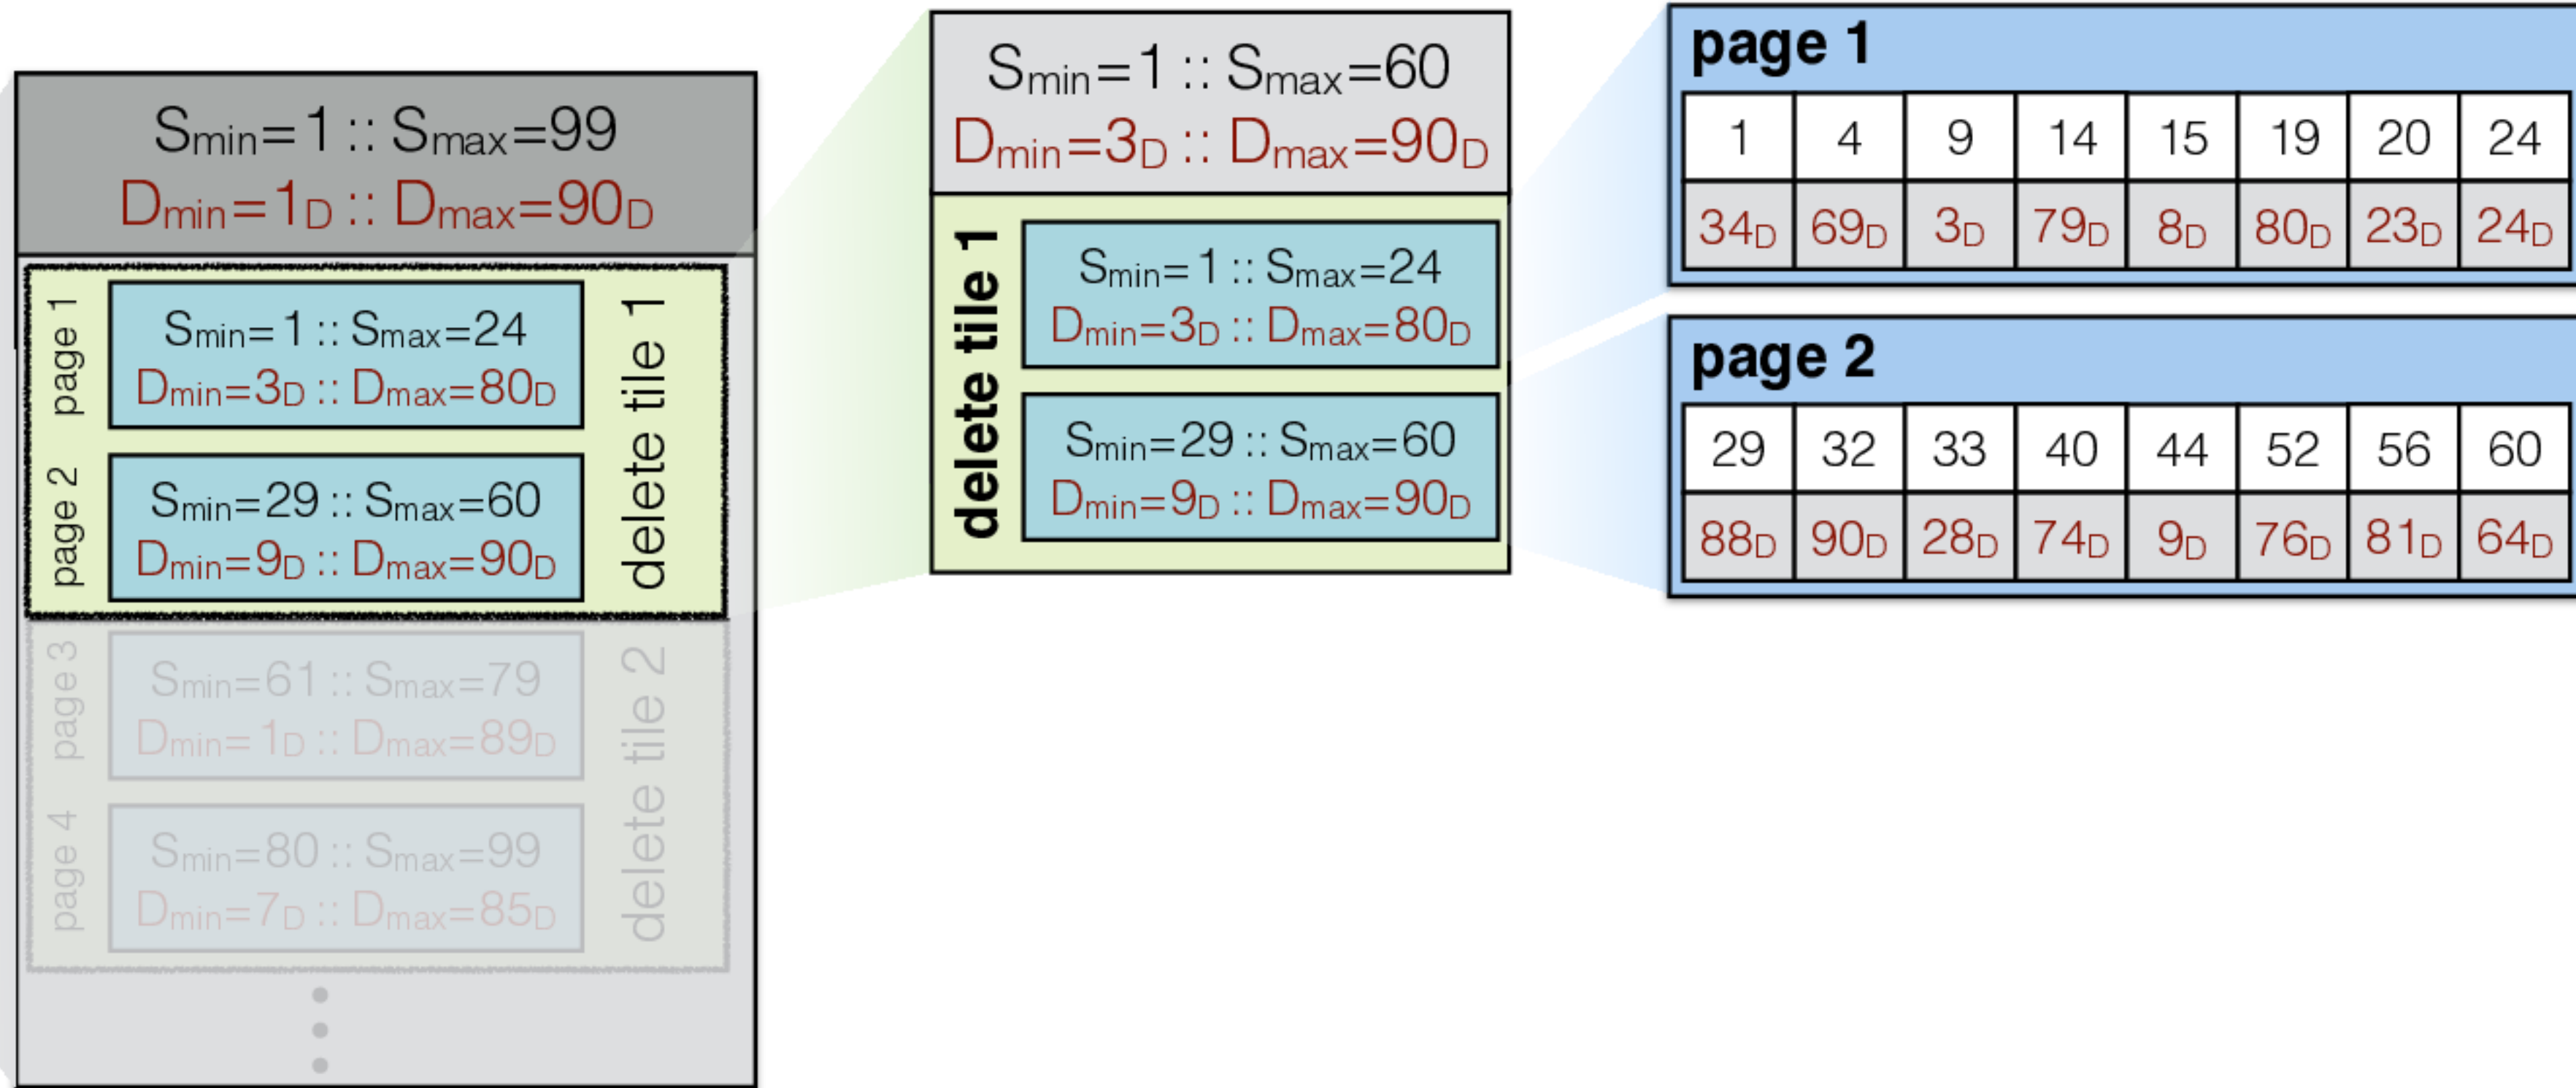 Smin=1 :: Smax=99
Dmin=1D :: Dmax=90D
page 1
Smin=1 :: Smax=24
Dmin=3D :: Dmax=80D
delete tile 1
page 2
Smin=29 :: Smax=60
Dmin=9D :: Dmax=90D
page 3
Smin=61 :: Smax=79
Dmin=1D :: Dmax=89D
delete tile 2
page 4
Smin=80 :: Smax=99
Dmin=7D :: Dmax=85D
Smin=1 :: Smax=60
Dmin=3D :: Dmax=90D
delete tile 1
Smin=1 :: Smax=24
Dmin=3D :: Dmax=80D
Smin=29 :: Smax=60
Dmin=9D :: Dmax=90D
page 1
1 4 9 14 15 19 20 24
34D 69D 3D 79D 8D 80D 23D 24D
page 2
29 32 33 40 44 52 56 60
88D 90D 28D 74D 9D 76D 81D 64D